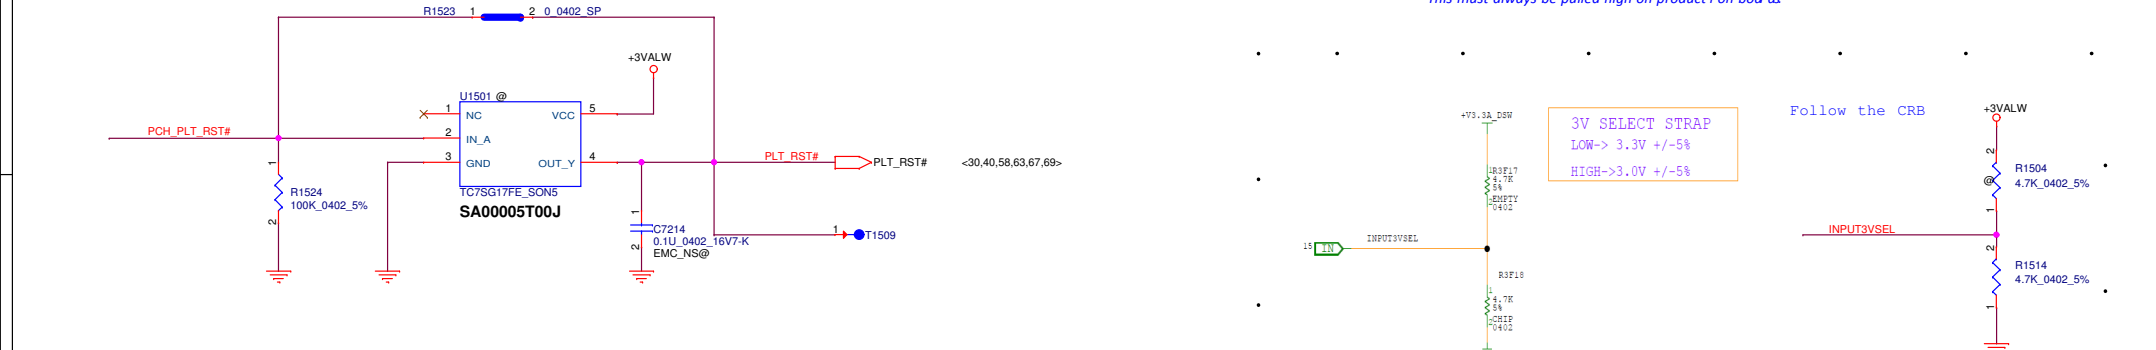 This must always be pulled high on product
R1523 1 2 0_0402_SP
+3VALW
U1501 @
1 NC VCC 5
PCH_PLT_RST# 2 IN_A
3 GND OUT_Y 4
PLT_RST# PLT_RST# <30,40,58,63,67,69>
TC7SG17FE_SON5
SA00005T00J
1
R1524
100K_0402_5%
2
1
C7214
0.1U_0402_16V7-K
EMC_NS@
2
1 T1509
+V3.3A_DSW
1 R3F17
4.7K
5%
2 EMPTY
0402
15 IN INPUT3VSEL
R3F18
1
4.7K
5%
2 CHIP
0402
3V SELECT STRAP
LOW-> 3.3V +/-5%
HIGH->3.0V +/-5%
Follow the CRB
+3VALW
2
R1504
@ 4.7K_0402_5%
1
INPUT3VSEL
2
R1514
4.7K_0402_5%
1